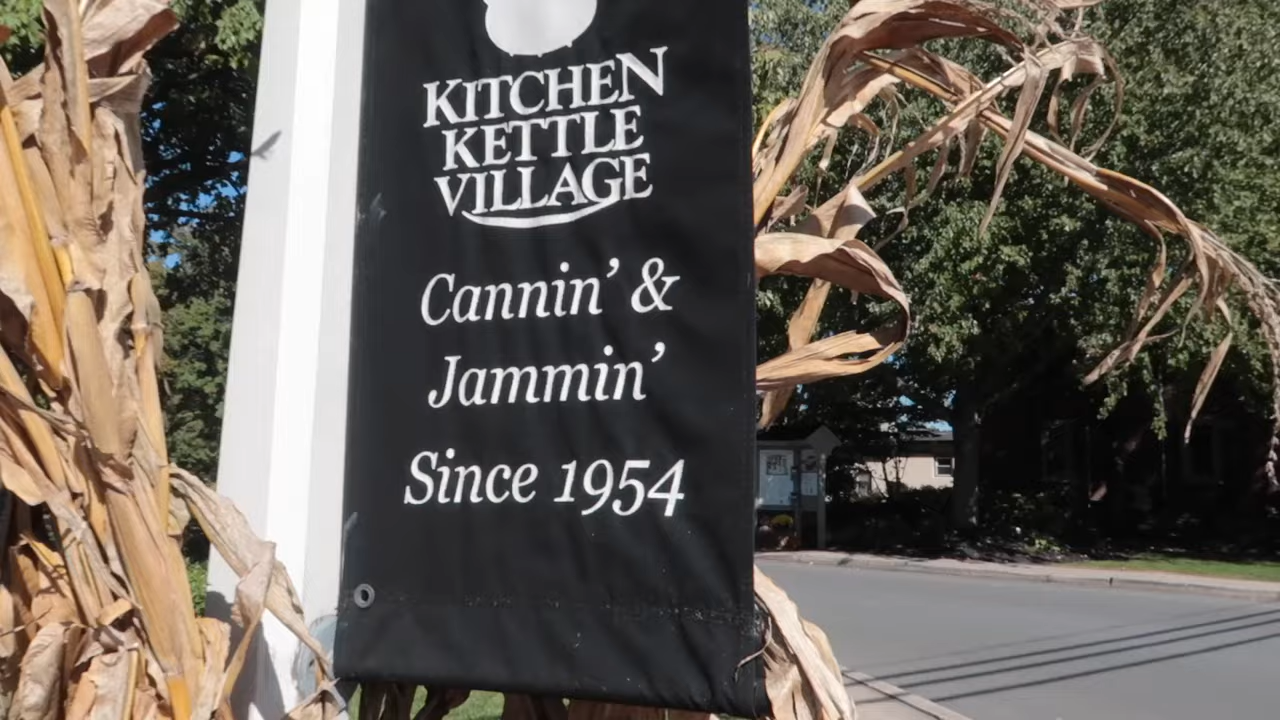 KITCHEN
KETTLE
VILLAGE
Cannin’ &
Jammin’
Since 1954